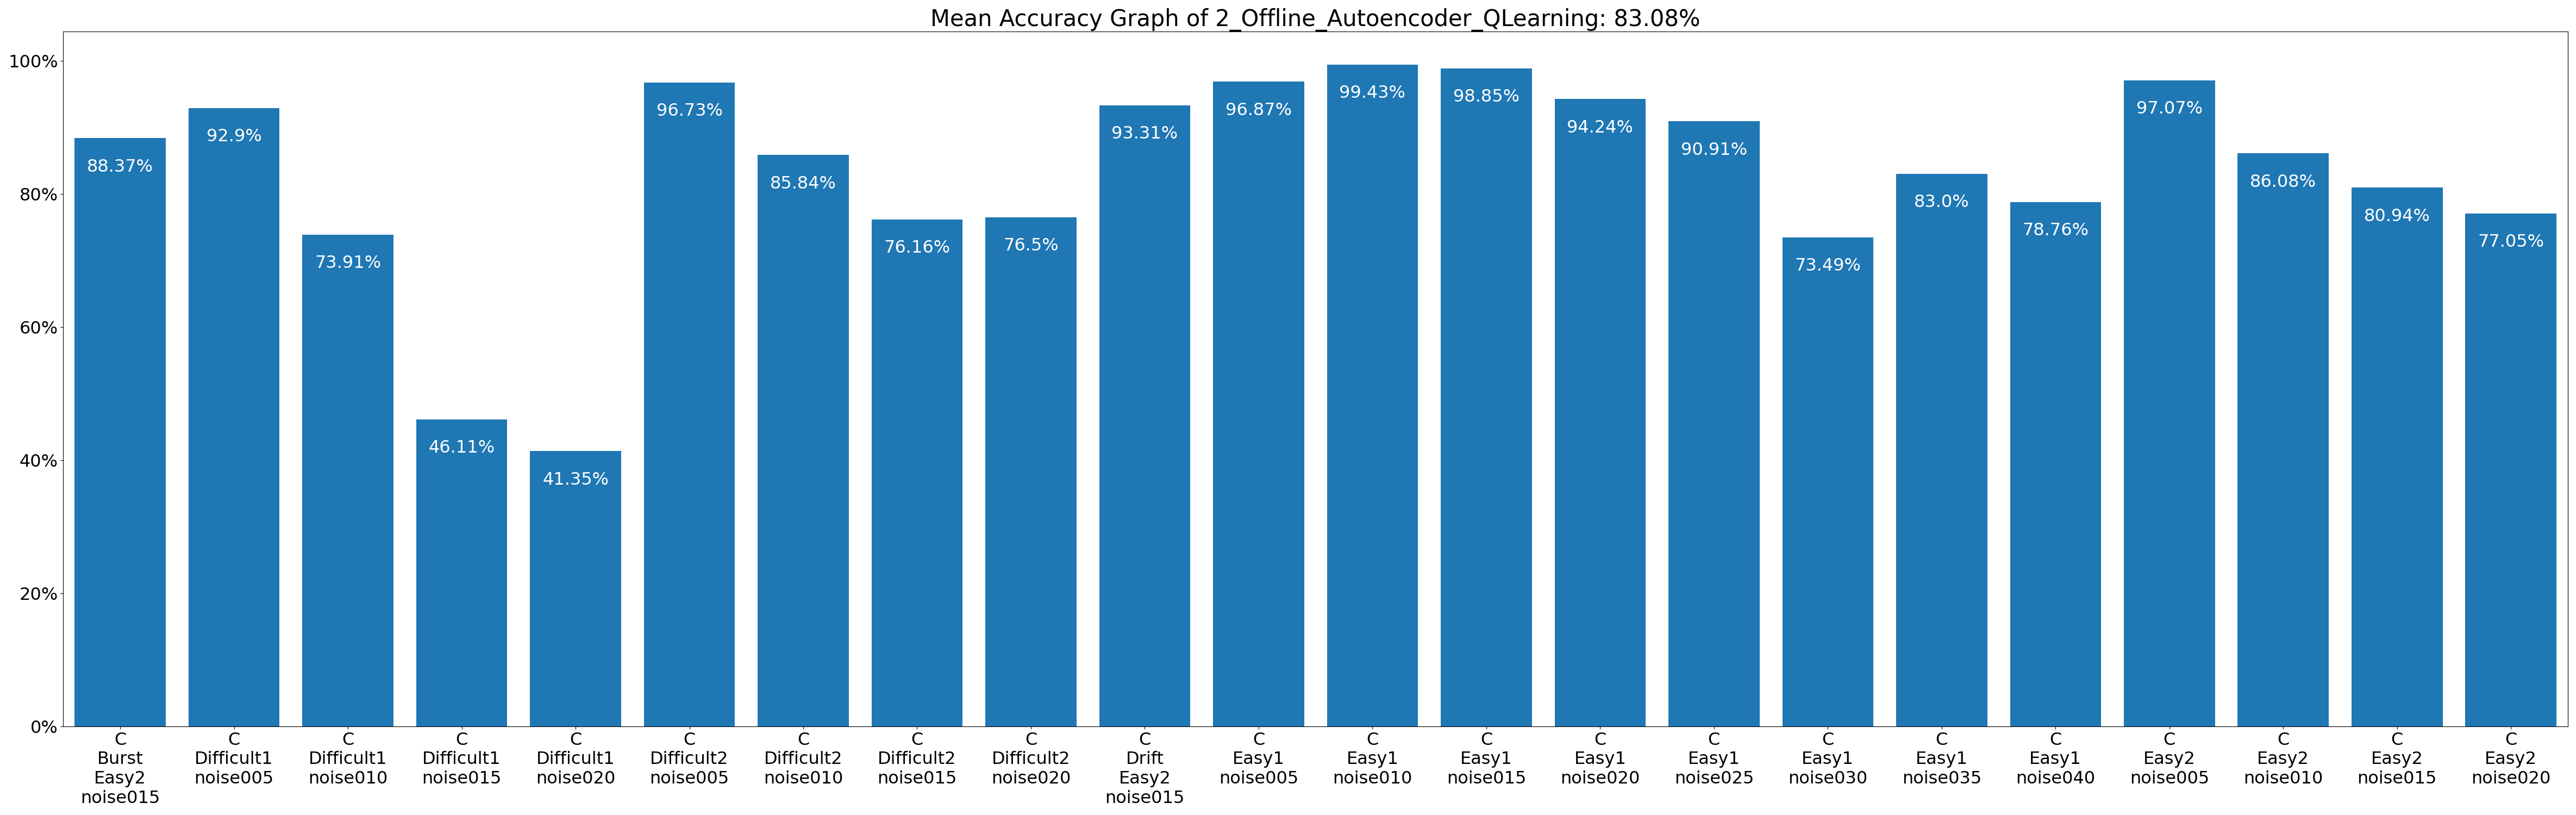 Mean Accuracy Graph of 2_Offline_Autoencoder_QLearning: 83.08%
100%
80%
60%
40%
20%
0%
88.37%
92.9%
73.91%
46.11%
41.35%
96.73%
85.84%
76.16%
76.5%
93.31%
96.87%
99.43%
98.85%
94.24%
90.91%
73.49%
83.0%
78.76%
97.07%
86.08%
80.94%
77.05%
C
Burst
Easy2
noise015
C
Difficult1
noise005
C
Difficult1
noise010
C
Difficult1
noise015
C
Difficult1
noise020
C
Difficult2
noise005
C
Difficult2
noise010
C
Difficult2
noise015
C
Difficult2
noise020
C
Drift
Easy2
noise015
C
Easy1
noise005
C
Easy1
noise010
C
Easy1
noise015
C
Easy1
noise020
C
Easy1
noise025
C
Easy1
noise030
C
Easy1
noise035
C
Easy1
noise040
C
Easy2
noise005
C
Easy2
noise010
C
Easy2
noise015
C
Easy2
noise020